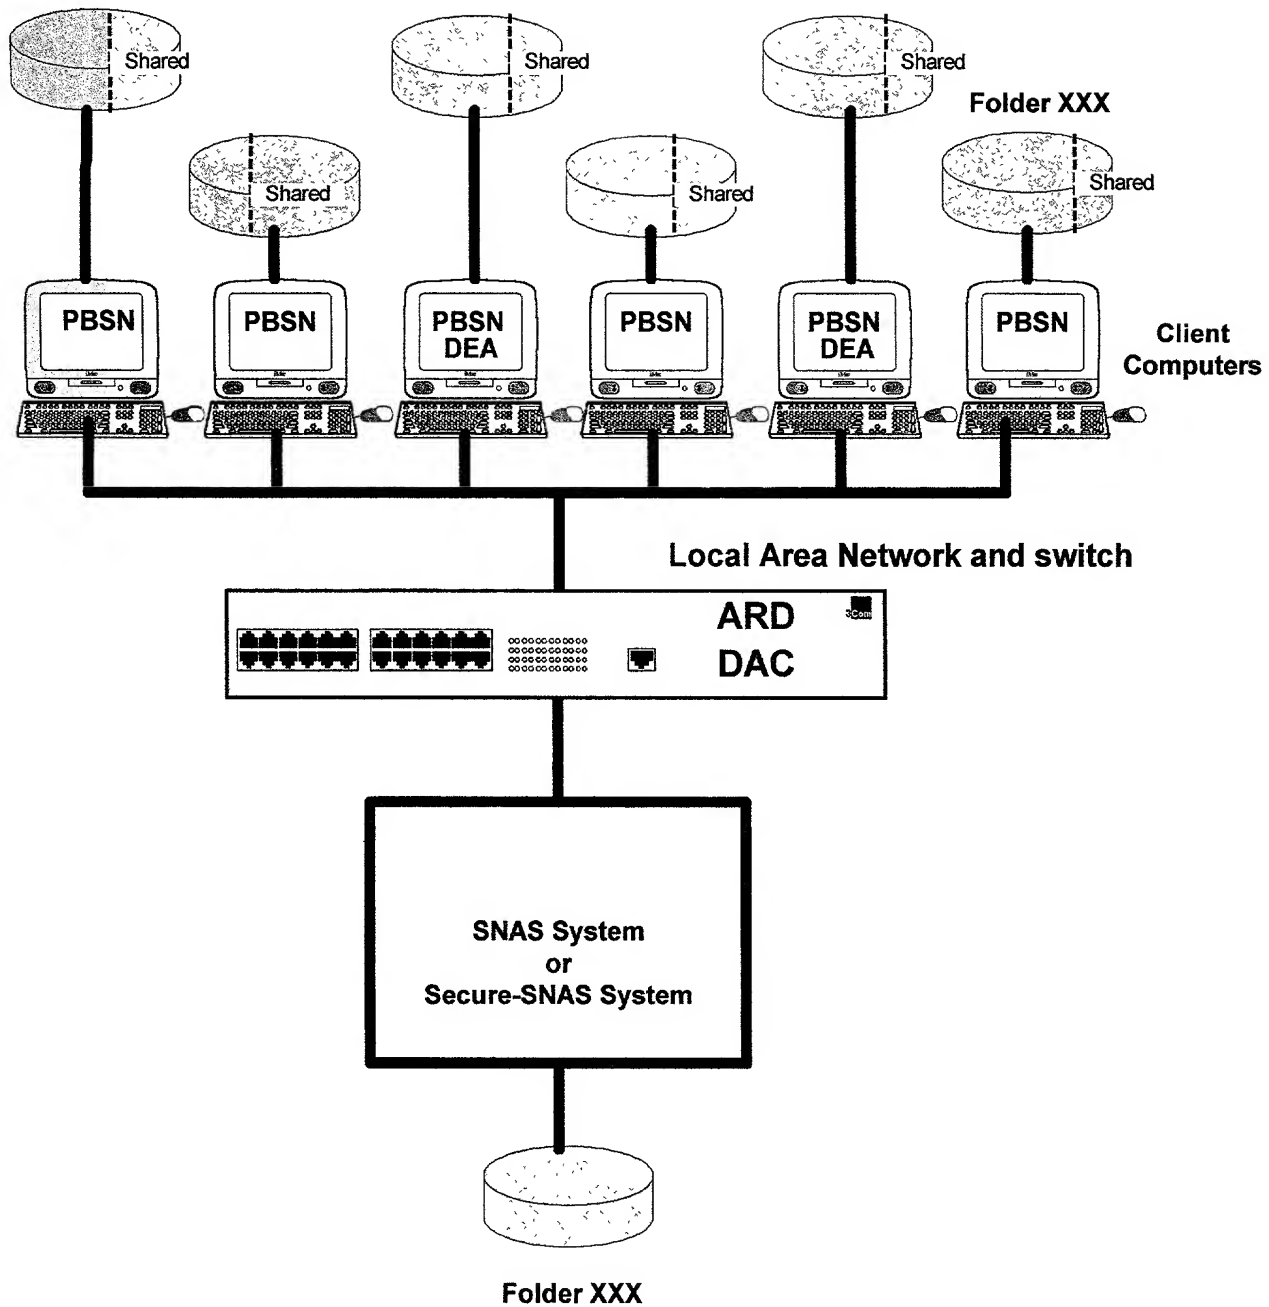 Shared
Shared
Shared
Folder XXX
Shared
Shared
Shared
PBSN
PBSN
PBSN
DEA
PBSN
PBSN
DEA
PBSN
Client
Computers
Local Area Network and switch
ARD
DAC
3Com
SNAS System
or
Secure-SNAS System
Folder XXX